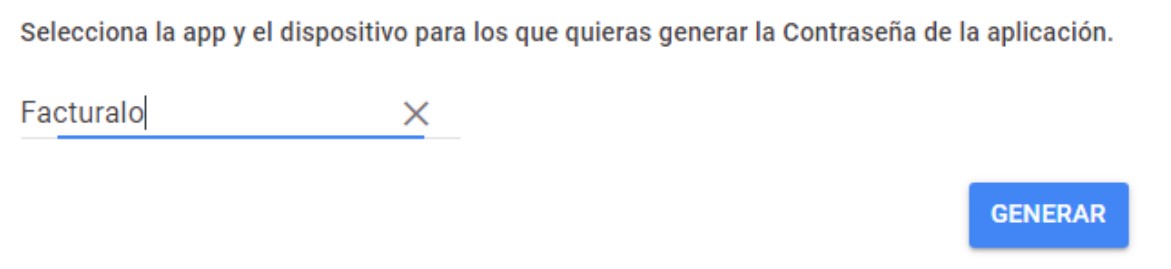 Selecciona la app y el dispositivo para los que quieras generar la Contraseña de la aplicación.
Facturalo
GENERAR